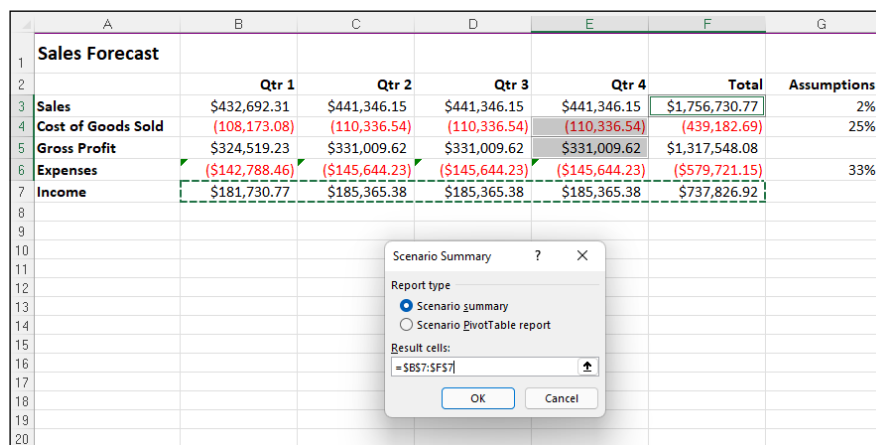 A B C D E F G
1 Sales Forecast
2 Qtr 1 Qtr 2 Qtr 3 Qtr 4 Total Assumptions
3 Sales $432,692.31 $441,346.15 $441,346.15 $441,346.15 $1,756,730.77 2%
4 Cost of Goods Sold (108,173.08) (110,336.54) (110,336.54) (110,336.54) (439,182.69) 25%
5 Gross Profit $324,519.23 $331,009.62 $331,009.62 $331,009.62 $1,317,548.08
6 Expenses ($142,788.46) ($145,644.23) ($145,644.23) ($145,644.23) ($579,721.15) 33%
7 Income $181,730.77 $185,365.38 $185,365.38 $185,365.38 $737,826.92
8
9
10
11
12
13
14
15
16
17
18
19
20
Scenario Summary ?
Report type
Scenario summary
Scenario PivotTable report
Result cells:
=$B$7:$F$7
OK Cancel